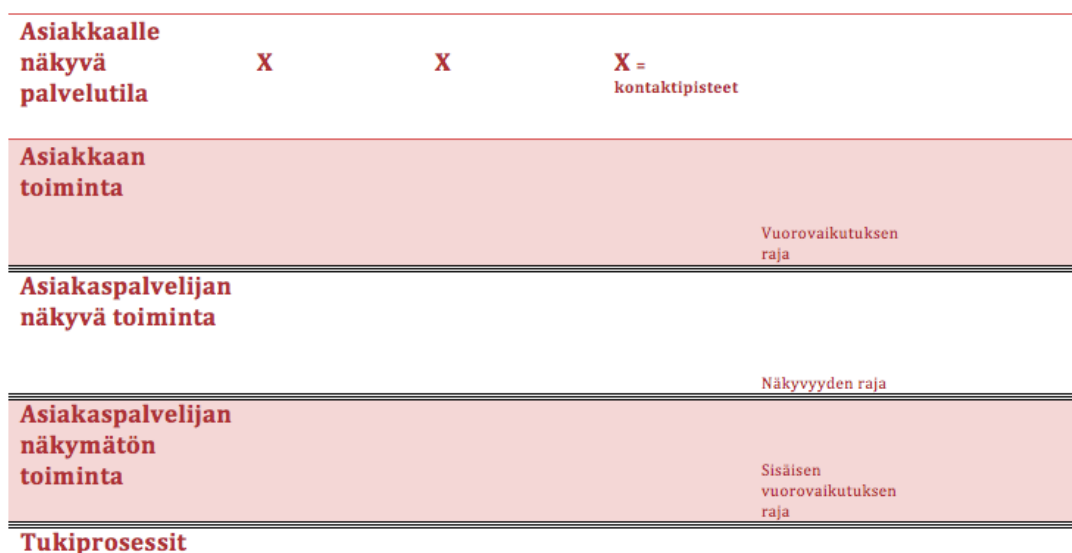 Asiakkaalle
näkyvä
palvelutila
X X X =
kontaktipisteet
Asiakkaan
toiminta
Vuorovaikutuksen
raja
Asiakaspalvelijan
näkyvä toiminta
Näkyvyyden raja
Asiakaspalvelijan
näkymätön
toiminta
Sisäisen
vuorovaikutuksen
raja
Tukiprosessit